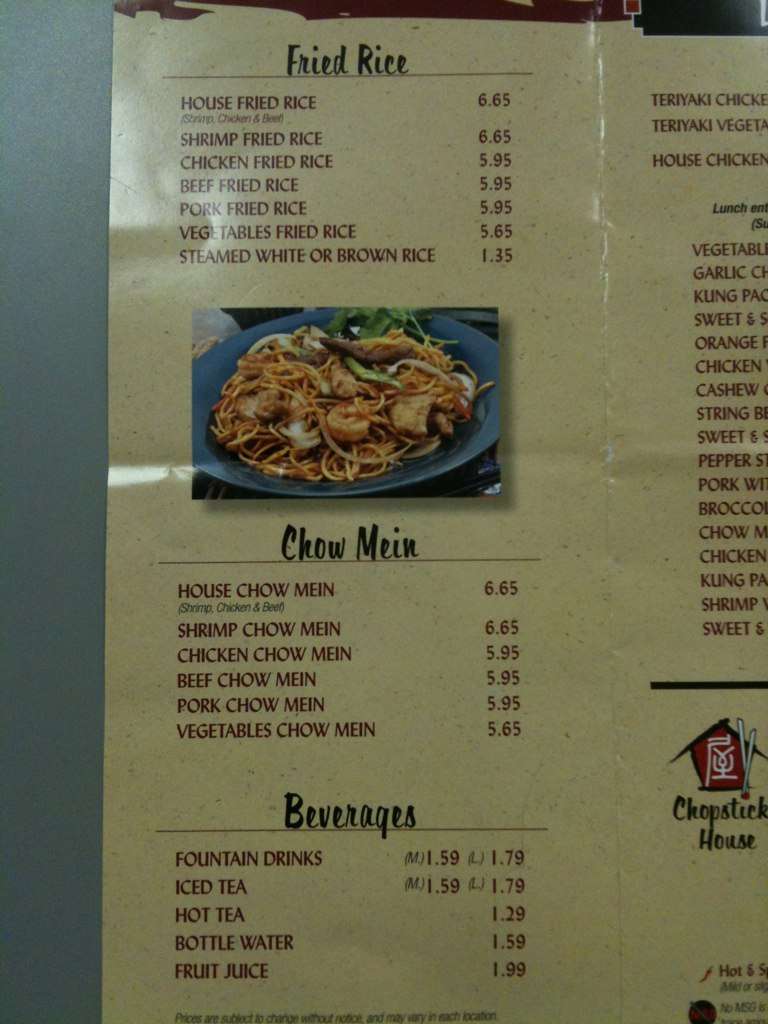 Fried Rice
HOUSE FRIED RICE 6.65
(Shrimp, Chicken & Beef)
SHRIMP FRIED RICE 6.65
CHICKEN FRIED RICE 5.95
BEEF FRIED RICE 5.95
PORK FRIED RICE 5.95
VEGETABLES FRIED RICE 5.65
STEAMED WHITE OR BROWN RICE 1.35
Chow Mein
HOUSE CHOW MEIN 6.65
(Shrimp, Chicken & Beef)
SHRIMP CHOW MEIN 6.65
CHICKEN CHOW MEIN 5.95
BEEF CHOW MEIN 5.95
PORK CHOW MEIN 5.95
VEGETABLES CHOW MEIN 5.65
Beverages
FOUNTAIN DRINKS (M.) 1.59 (L.) 1.79
ICED TEA (M.) 1.59 (L.) 1.79
HOT TEA 1.29
BOTTLE WATER 1.59
FRUIT JUICE 1.99
Prices are subject to change without notice, and may vary in each location.
TERIYAKI CHICKE
TERIYAKI VEGETA
HOUSE CHICKEN
Lunch ent
(Su
VEGETABL
GARLIC CH
KUNG PAO
SWEET & S
ORANGE
CHICKEN
CASHEW
STRING BE
SWEET & S
PEPPER ST
PORK WIT
BROCCOL
CHOW M
CHICKEN
KUNG PA
SHRIMP
SWEET &
Chopstick
House
Hot & Sp
(Mild or
No MSG is